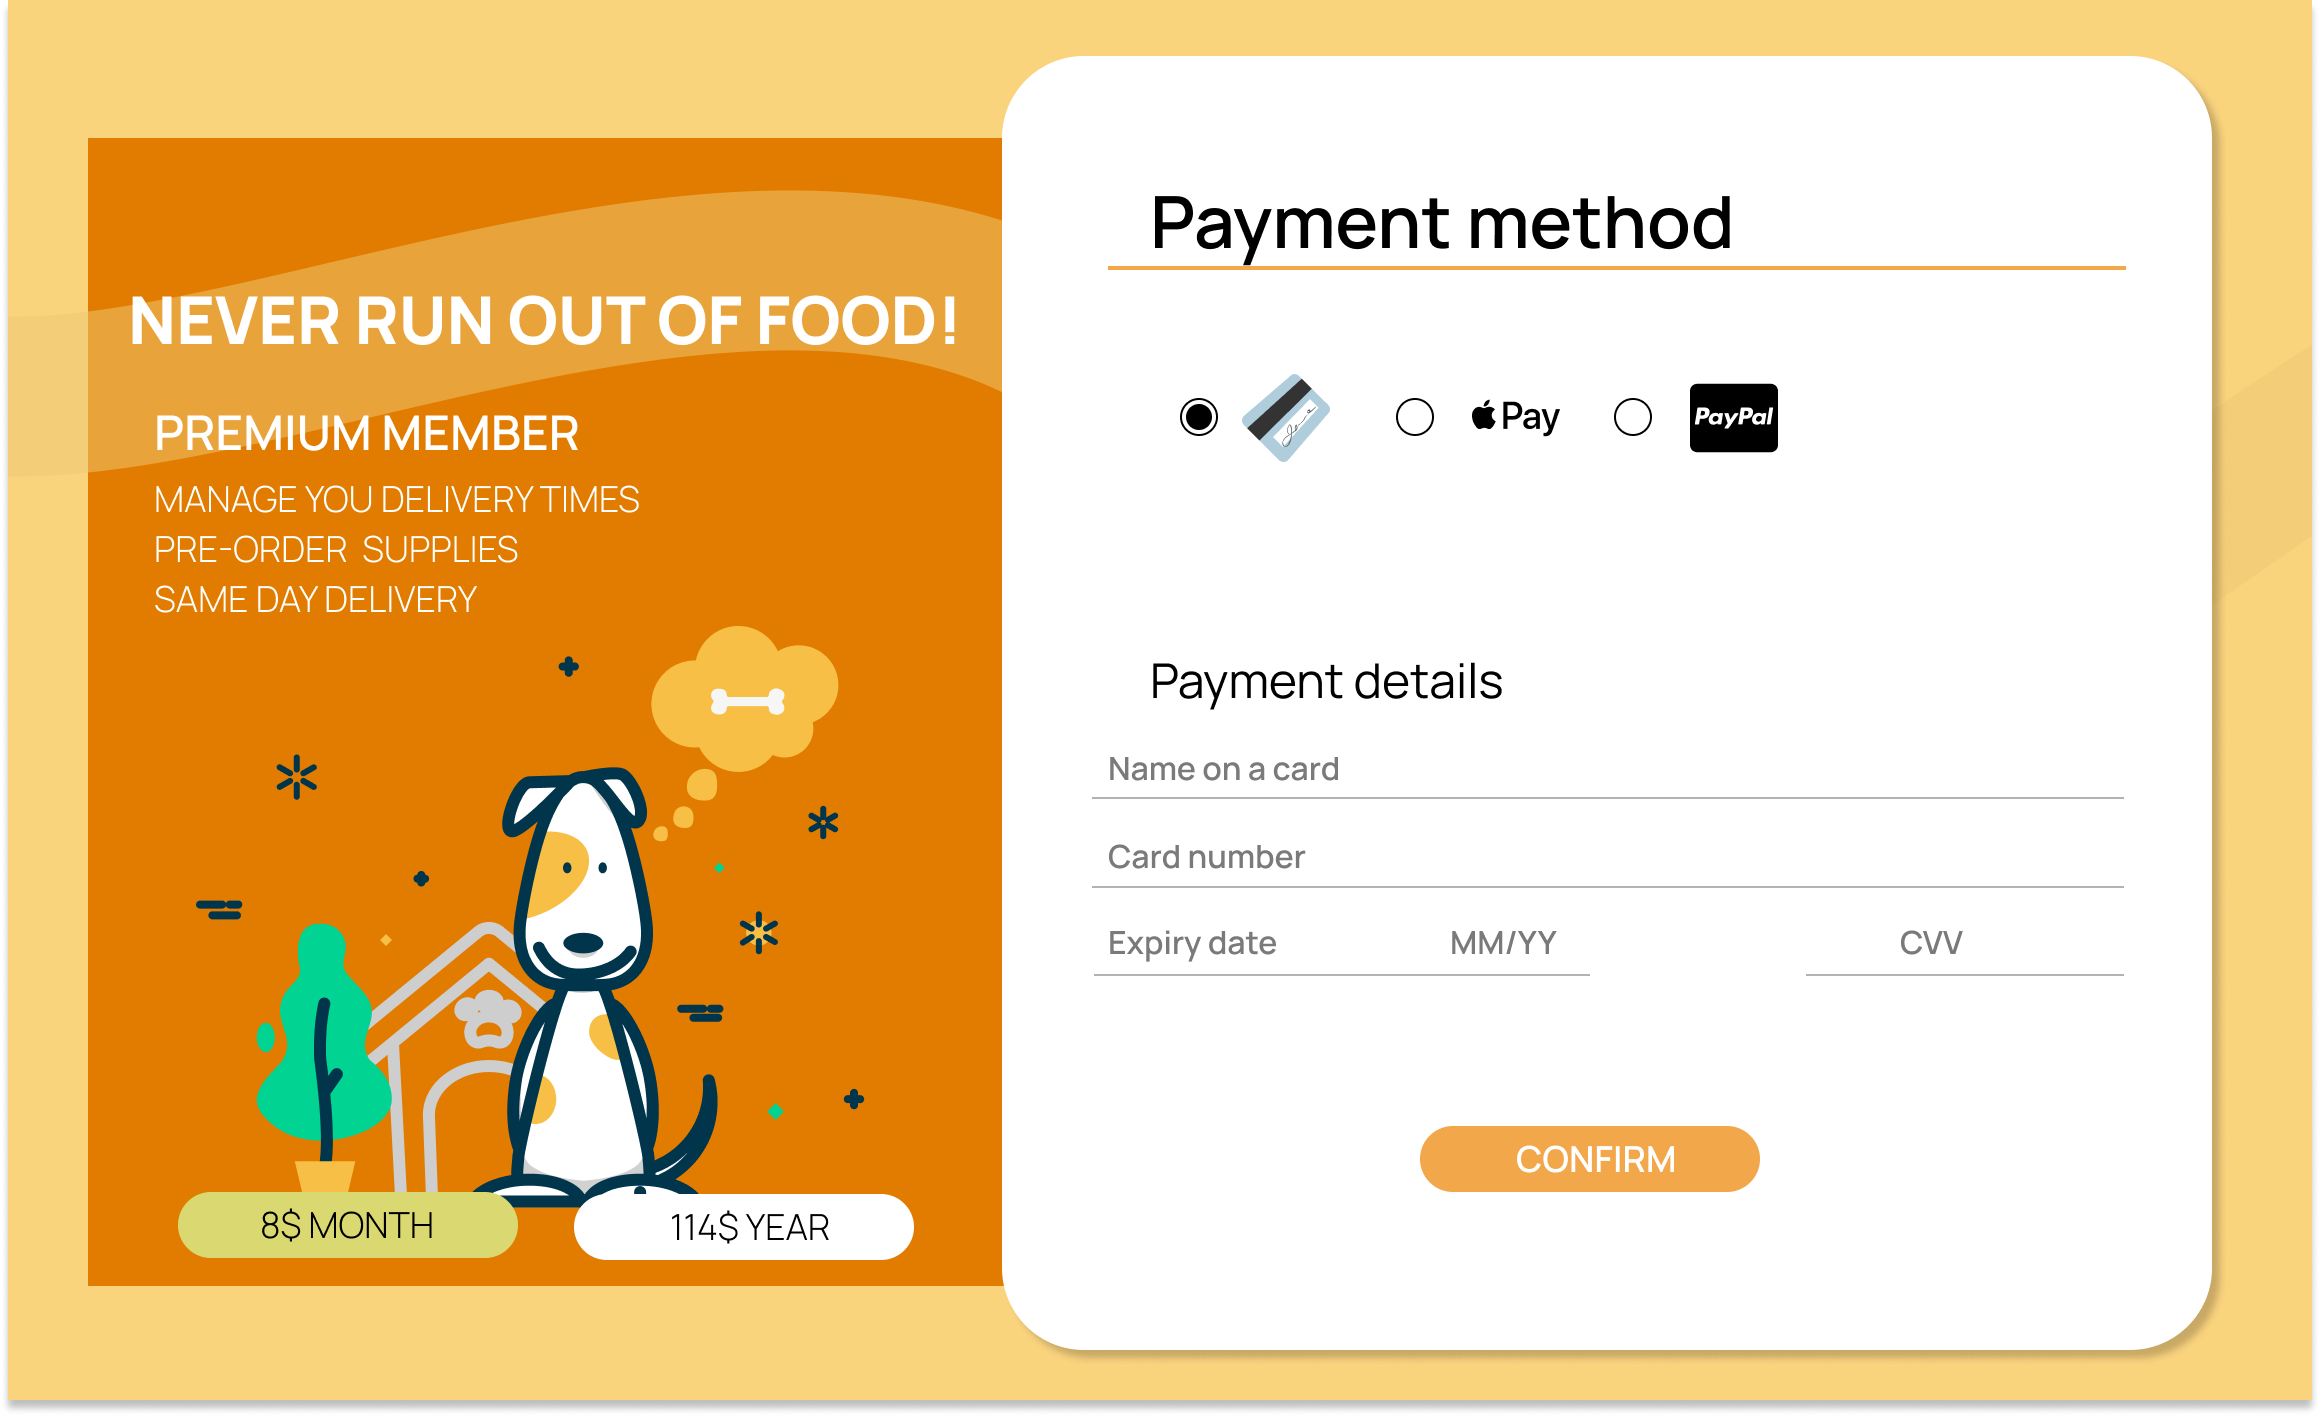 NEVER RUN OUT OF FOOD!
PREMIUM MEMBER
MANAGE YOU DELIVERY TIMES
PRE-ORDER SUPPLIES
SAME DAY DELIVERY
8$ MONTH
114$ YEAR
Payment method
Pay
PayPal
Payment details
Name on a card
Card number
Expiry date MM/YY CVV
CONFIRM